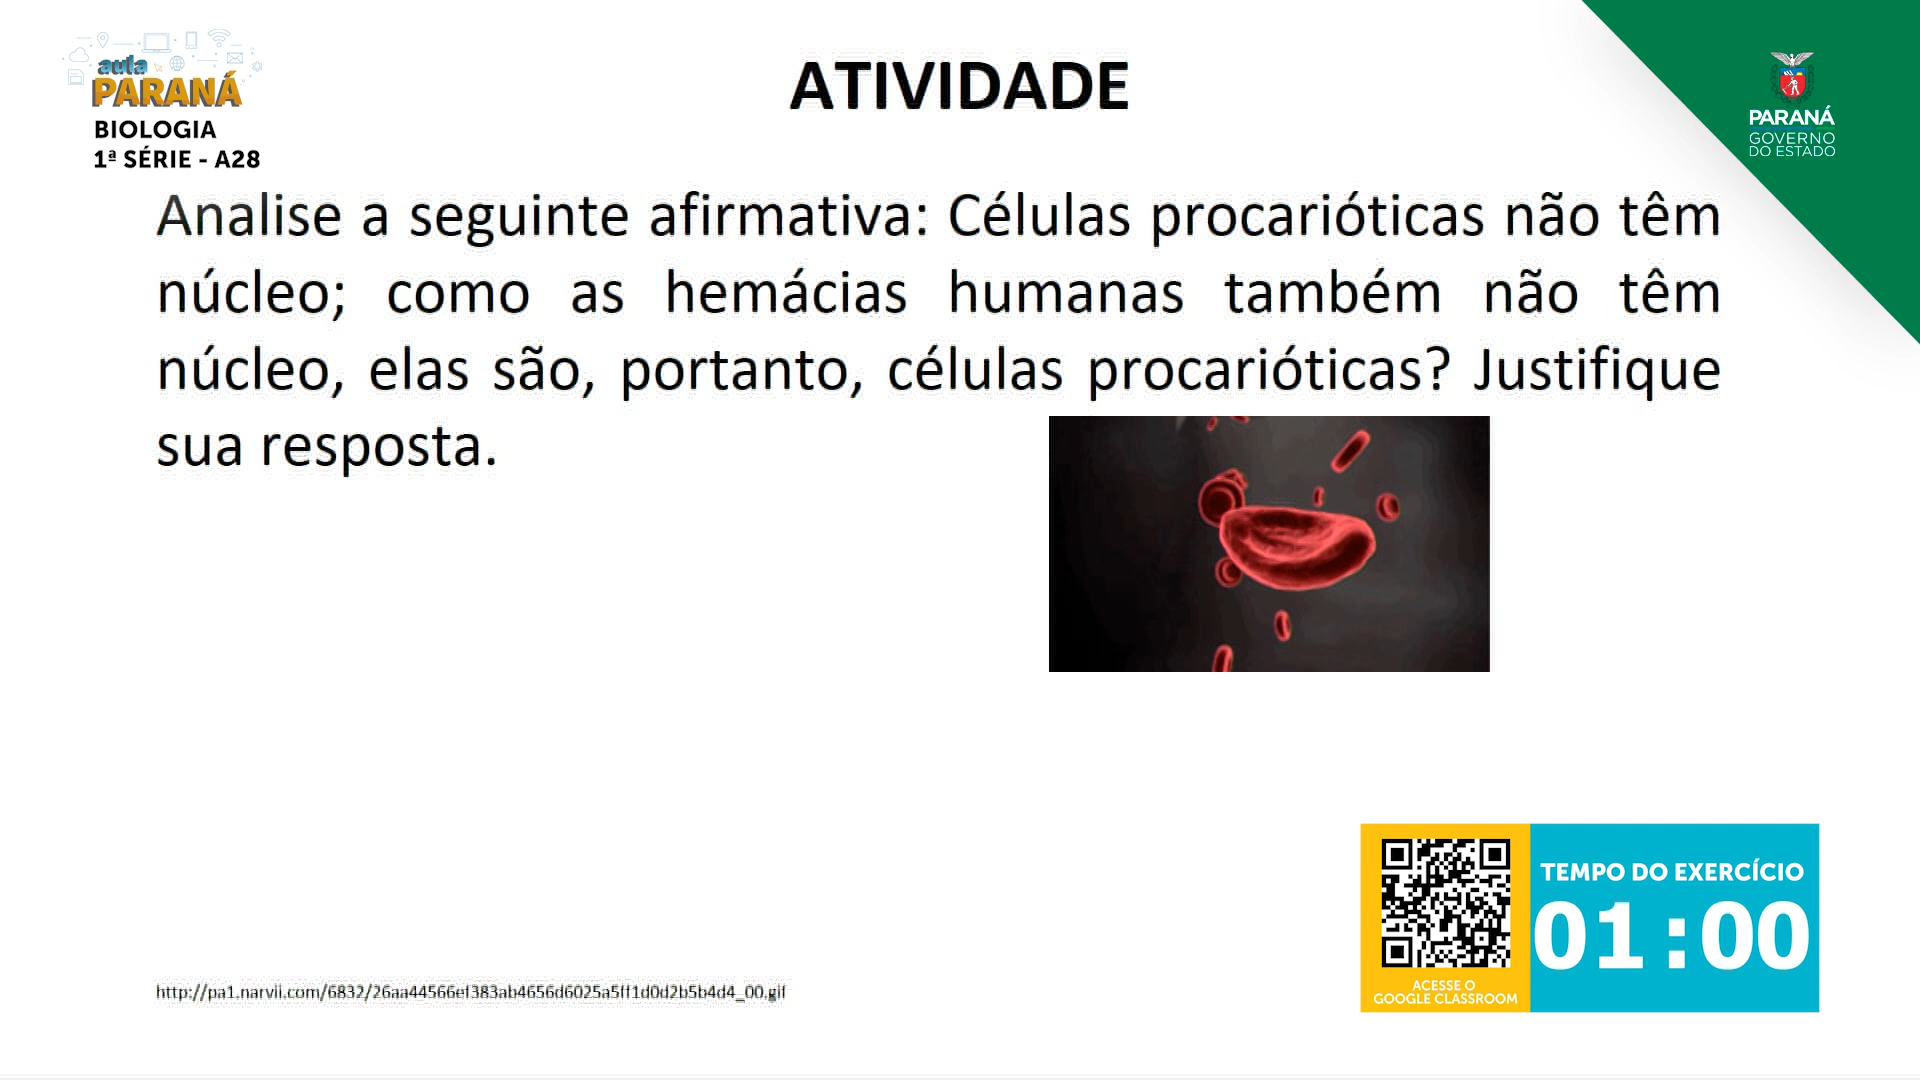 aula
PARANÁ
BIOLOGIA
1ª SÉRIE - A28
ATIVIDADE
PARANÁ
GOVERNO
DO ESTADO
Analise a seguinte afirmativa: Células procarióticas não têm
núcleo; como as hemácias humanas também não têm
núcleo, elas são, portanto, células procarióticas? Justifique
sua resposta.
TEMPO DO EXERCÍCIO
01:00
ACESSE O
GOOGLE CLASSROOM
http://pa1.narvii.com/6832/26aa44566ef383ab4656d6025a5ff1d0d2b5b4d4_00.gif